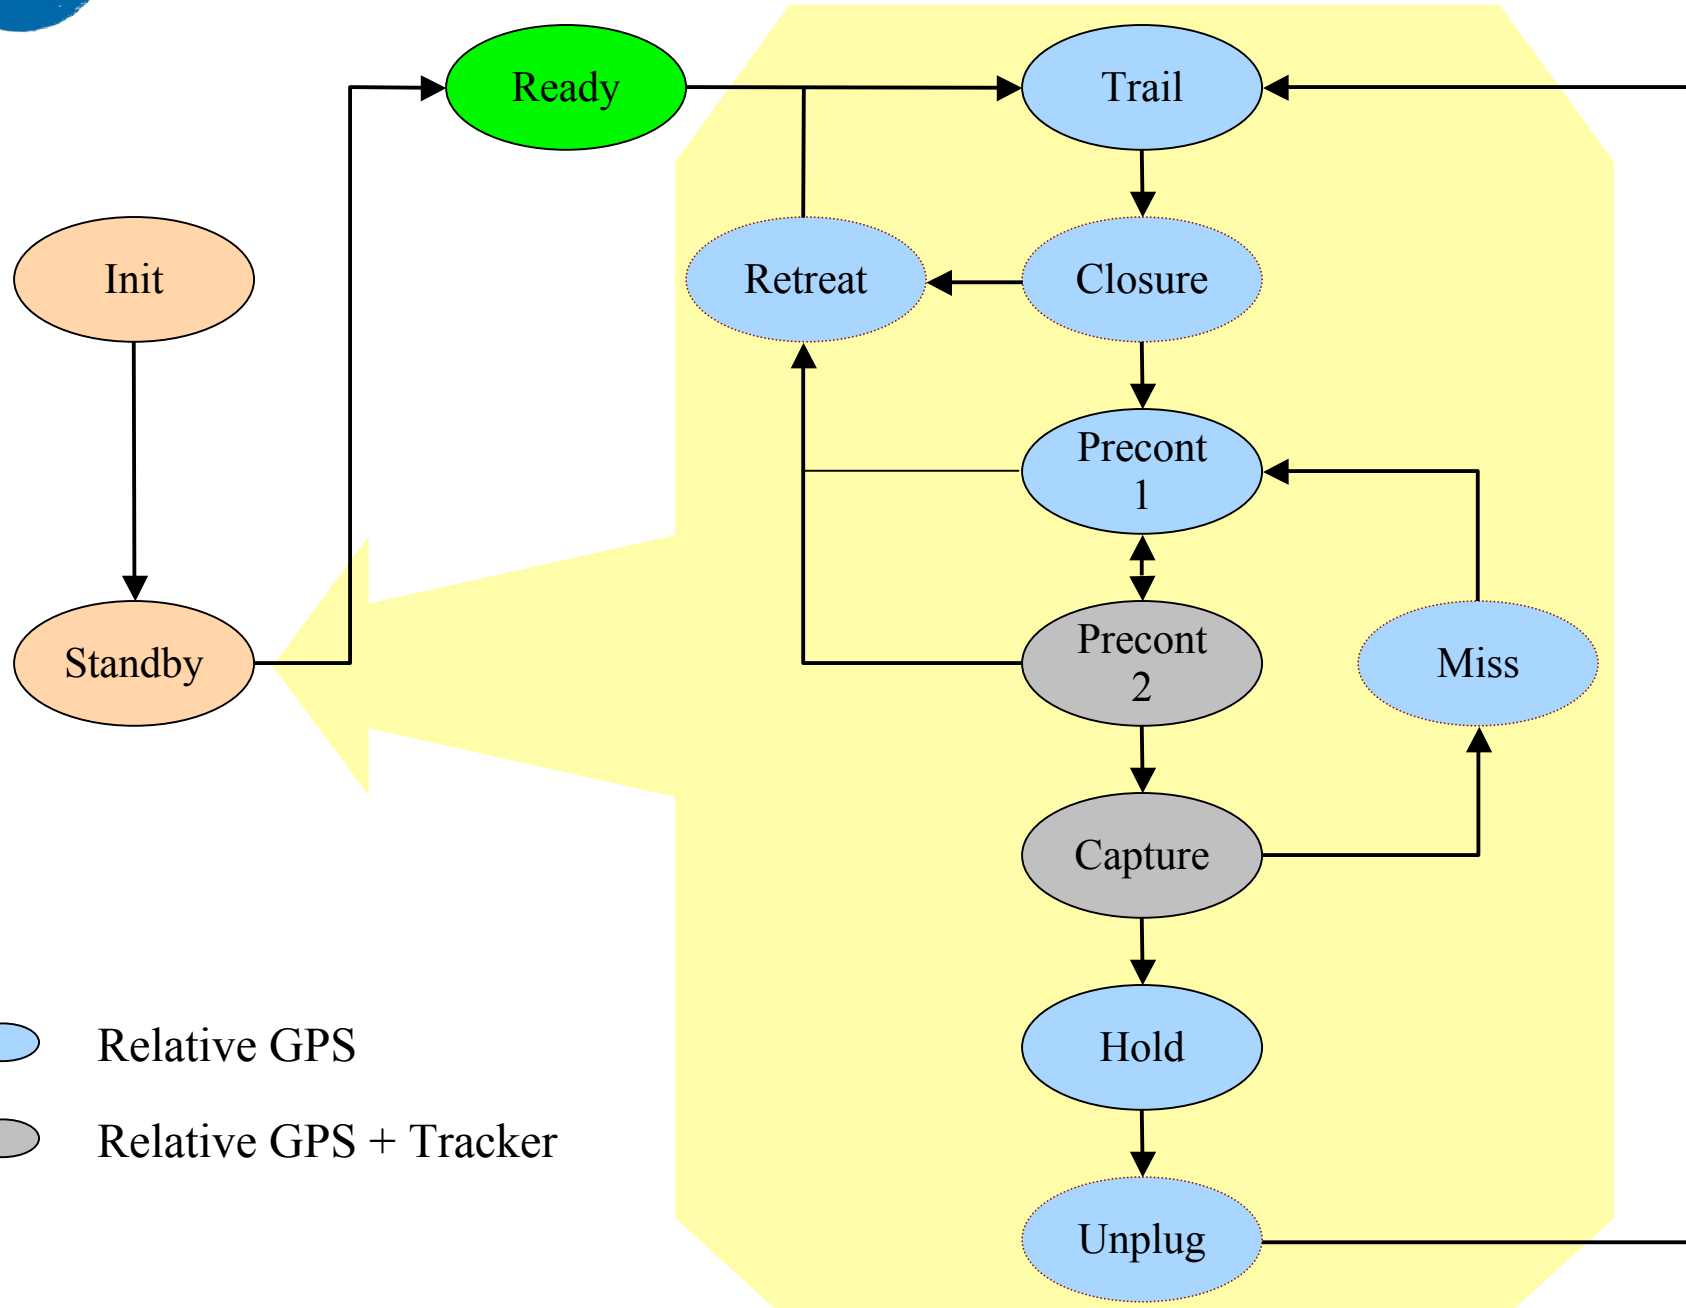 Ready
Trail
Init
Retreat
Closure
Precont
1
Standby
Precont
2
Miss
Capture
Hold
Relative GPS
Relative GPS + Tracker
Unplug